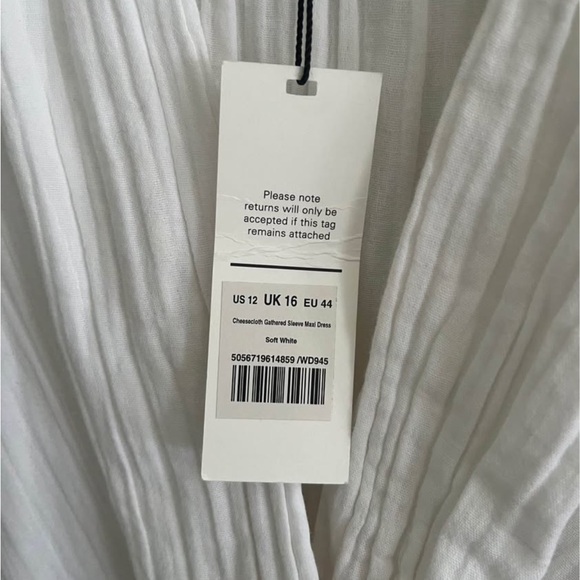 Please note
returns will only be
accepted if this tag
remains attached
US 12 UK 16 EU 44
Cheesecloth Gathered Sleeve Maxi Dress
Soft White
5056719614859 /WD945